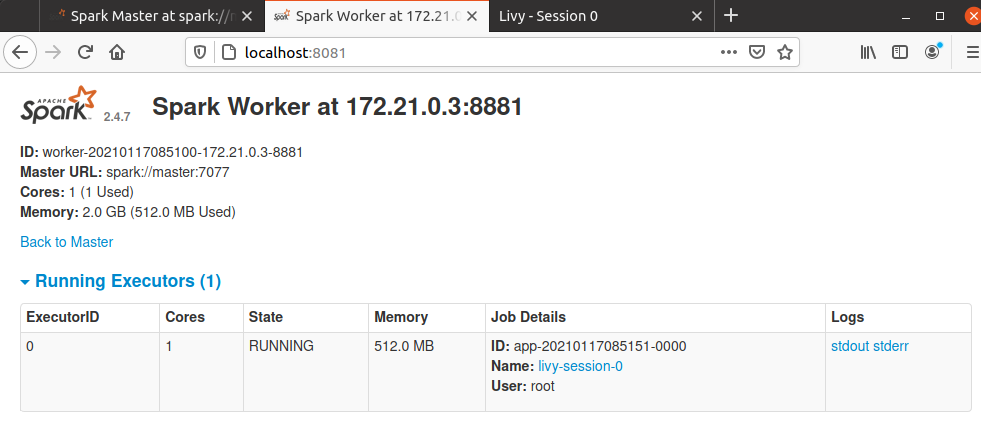 Spark Master at spark://
Spark Worker at 172.21.0
Livy - Session 0
localhost:8081
APACHE
Spark 2.4.7 Spark Worker at 172.21.0.3:8881
ID: worker-20210117085100-172.21.0.3-8881
Master URL: spark://master:7077
Cores: 1 (1 Used)
Memory: 2.0 GB (512.0 MB Used)
Back to Master
Running Executors (1)
ExecutorID Cores State Memory Job Details Logs
0 1 RUNNING 512.0 MB ID: app-20210117085151-0000 stdout stderr
Name: livy-session-0
User: root